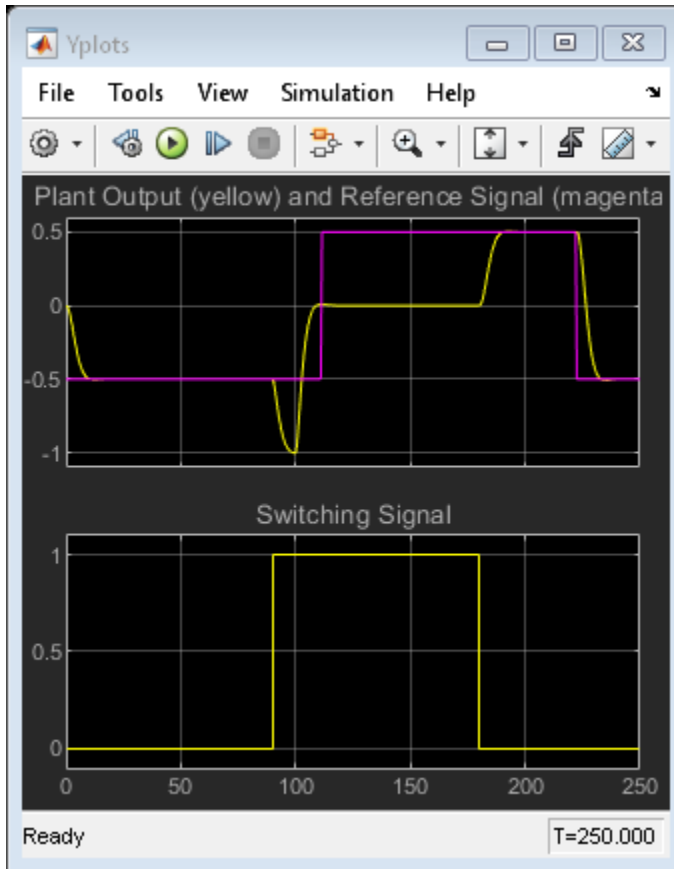 Yplots
File Tools View Simulation Help
Plant Output (yellow) and Reference Signal (magenta
0.5
0
-0.5
-1
Switching Signal
1
0.5
0
0 50 100 150 200 250
Ready T=250.000